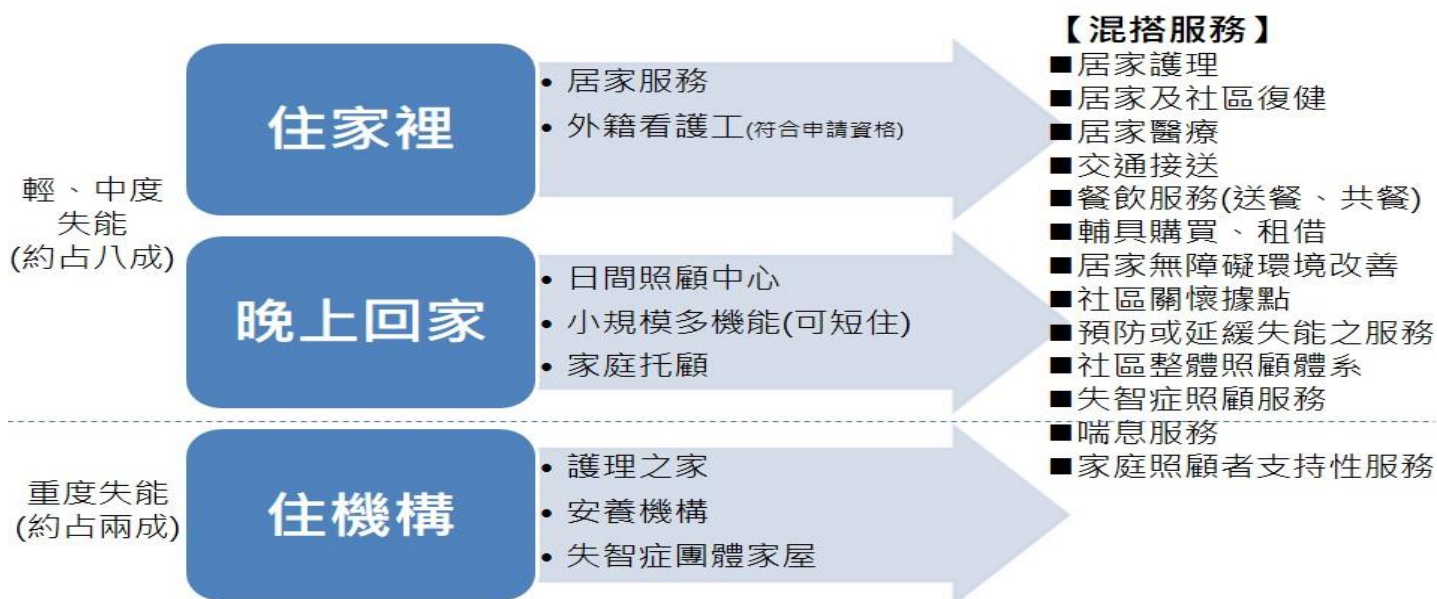 輕、中度
失能
(約占八成)
住家裡
• 居家服務
• 外籍看護工(符合申請資格)
晚上回家
• 日間照顧中心
• 小規模多機能(可短住)
• 家庭托顧
重度失能
(約占兩成)
住機構
• 護理之家
• 安養機構
• 失智症團體家屋
【混搭服務】
■居家護理
■居家及社區復健
■居家醫療
■交通接送
■餐飲服務(送餐、共餐)
■輔具購買、租借
■居家無障礙環境改善
■社區關懷據點
■預防或延緩失能之服務
■社區整體照顧體系
■失智症照顧服務
■喘息服務
■家庭照顧者支持性服務